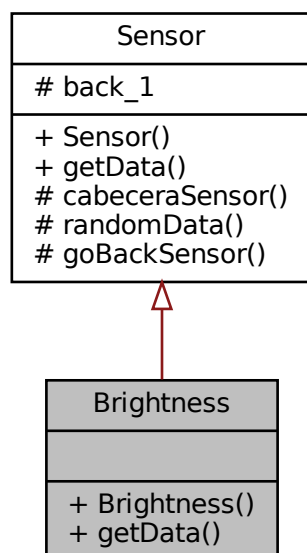 Sensor
# back_1
+ Sensor()
+ getData()
# cabeceraSensor()
# randomData()
# goBackSensor()
Brightness
+ Brightness()
+ getData()